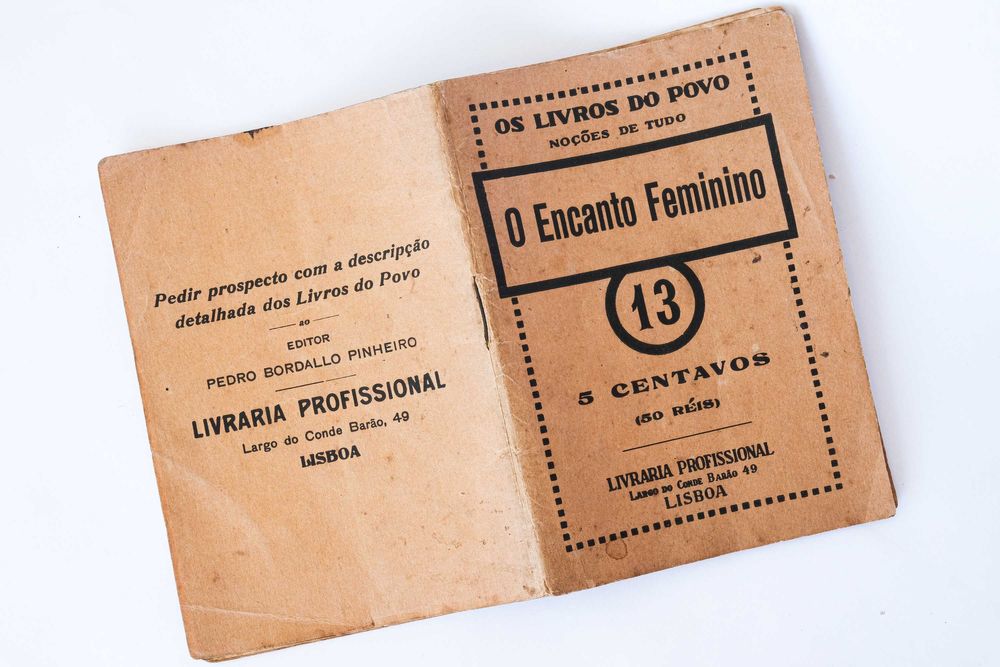 Pedir prospecto com a descripção
detalhada dos Livros do Povo
ao
EDITOR
PEDRO BORDALLO PINHEIRO
LIVRARIA PROFISSIONAL
Largo do Conde Barão, 49
LISBOA
OS LIVROS DO POVO
NOÇÕES DE TUDO
O Encanto Feminino
13
5 CENTAVOS
(50 RÉIS)
LIVRARIA PROFISSIONAL
LARGO DO CONDE BARÃO 49
LISBOA